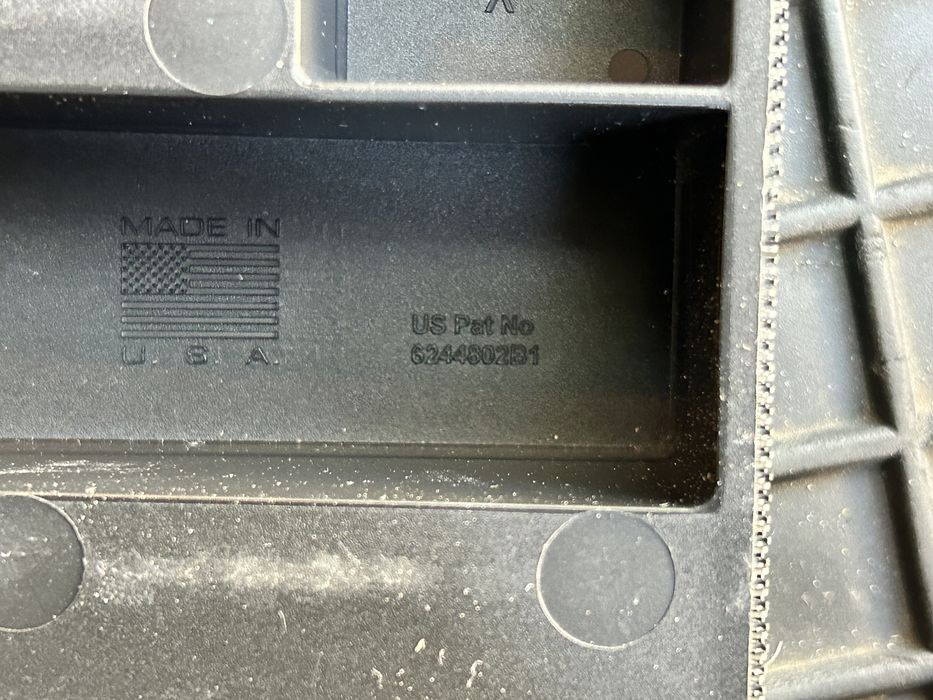 MADE IN
U. S. A.
US Pat No
6244802B1